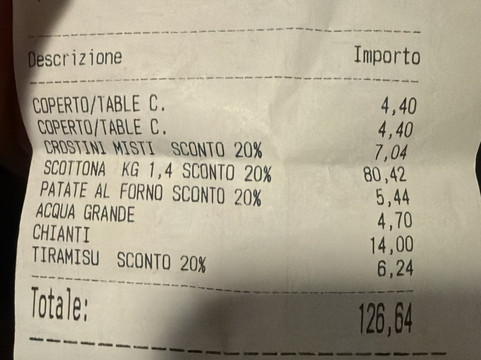 Descrizione Importo
COPERTO/TABLE C. 4,40
COPERTO/TABLE C. 4,40
CROSTINI MISTI SCONTO 20% 7,04
SCOTTONA KG 1,4 SCONTO 20% 80,42
PATATE AL FORNO SCONTO 20% 5,44
ACQUA GRANDE 4,70
CHIANTI 14,00
TIRAMISU SCONTO 20% 6,24
Totale: 126,64